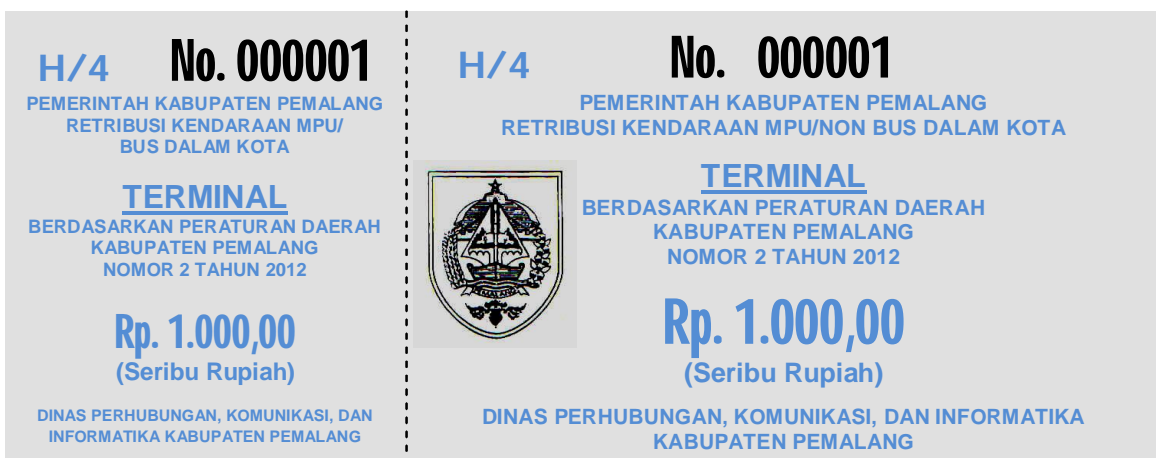 H/4 No. 000001
PEMERINTAH KABUPATEN PEMALANG
RETRIBUSI KENDARAAN MPU/
BUS DALAM KOTA
TERMINAL
BERDASARKAN PERATURAN DAERAH
KABUPATEN PEMALANG
NOMOR 2 TAHUN 2012
Rp. 1.000,00
(Seribu Rupiah)
DINAS PERHUBUNGAN, KOMUNIKASI, DAN
INFORMATIKA KABUPATEN PEMALANG
H/4 No. 000001
PEMERINTAH KABUPATEN PEMALANG
RETRIBUSI KENDARAAN MPU/NON BUS DALAM KOTA
TERMINAL
BERDASARKAN PERATURAN DAERAH
KABUPATEN PEMALANG
NOMOR 2 TAHUN 2012
PEMALANG
Rp. 1.000,00
(Seribu Rupiah)
DINAS PERHUBUNGAN, KOMUNIKASI, DAN INFORMATIKA
KABUPATEN PEMALANG